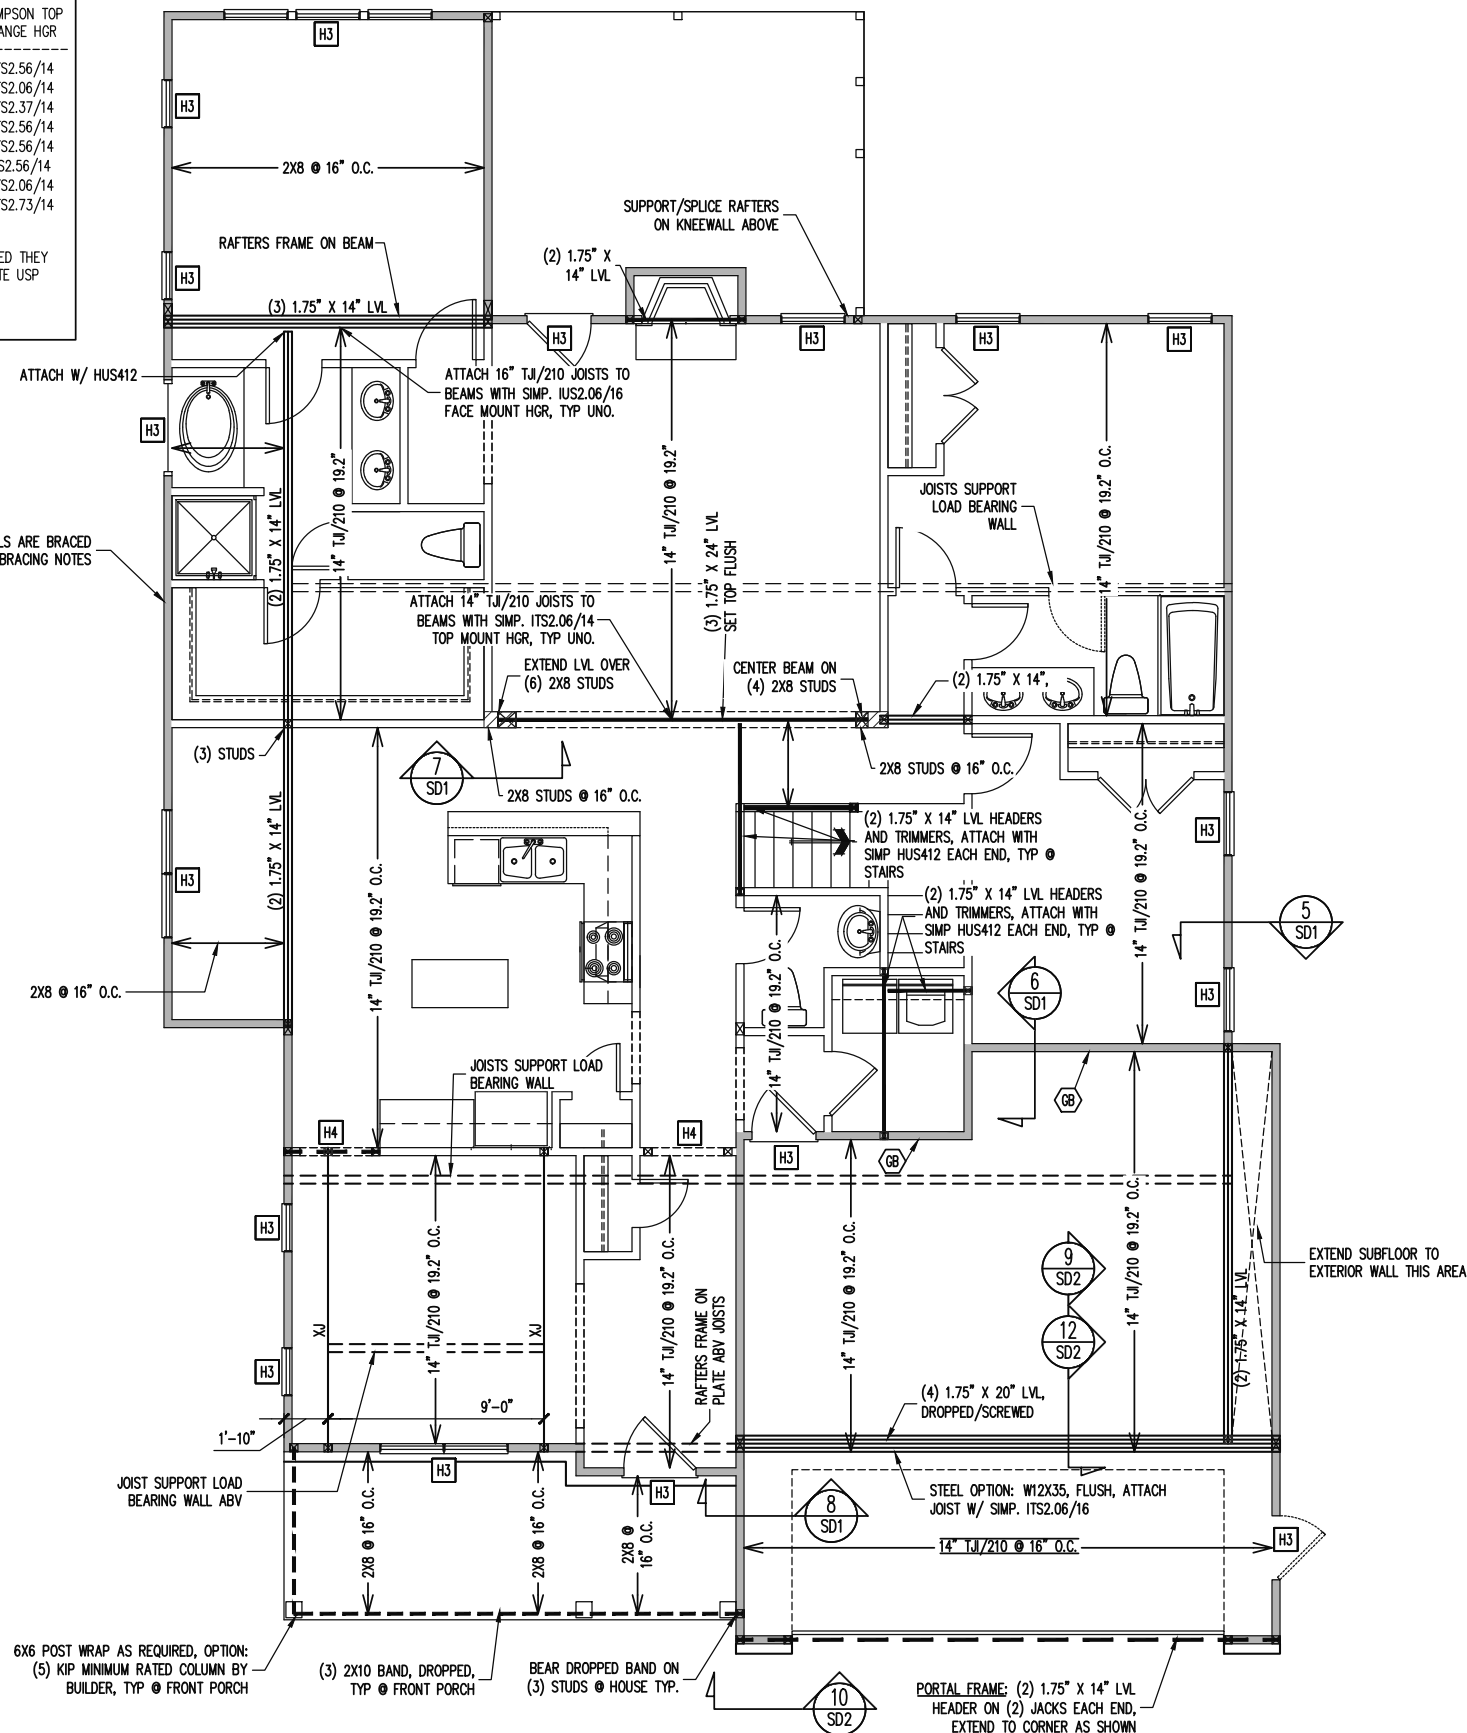 MPSON TOP
ANGE HGR
TS2.56/14
TS2.06/14
TS2.37/14
TS2.56/14
TS2.56/14
S2.56/14
TS2.06/14
TS2.73/14
ED THEY
TE USP
H3
H3
2X8 @ 16" O.C.
SUPPORT/SPLICE RAFTERS
ON KNEEWALL ABOVE
RAFTERS FRAME ON BEAM
(2) 1.75" X
14" LVL
H3
(3) 1.75" X 14" LVL
H3
H3
H3
H3
ATTACH W/ HUS412
ATTACH 16" TJI/210 JOISTS TO
BEAMS WITH SIMP. IUS2.06/16
FACE MOUNT HGR, TYP UNO.
H3
14" TJI/210 @ 19.2"
14" TJI/210 @ 19.2"
14" TJI/210 @ 19.2" O.C.
(2) 1.75" X 14" LVL
JOISTS SUPPORT
LOAD BEARING
WALL
LS ARE BRACED
BRACING NOTES
(3) 1.75" X 24" LVL
SET TOP FLUSH
ATTACH 14" TJI/210 JOISTS TO
BEAMS WITH SIMP. ITS2.06/14
TOP MOUNT HGR, TYP UNO.
EXTEND LVL OVER
(6) 2X8 STUDS
CENTER BEAM ON
(4) 2X8 STUDS
(2) 1.75" X 14",
(3) STUDS
7
SD1
2X8 STUDS @ 16" O.C.
2X8 STUDS @ 16" O.C.
(2) 1.75" X 14" LVL
(2) 1.75" X 14" LVL HEADERS
AND TRIMMERS, ATTACH WITH
SIMP HUS412 EACH END, TYP @
STAIRS
H3
H3
(2) 1.75" X 14" LVL HEADERS
AND TRIMMERS, ATTACH WITH
SIMP HUS412 EACH END, TYP @
STAIRS
14" TJI/210 @ 19.2" O.C.
14" TJI/210 @ 19.2" O.C.
14" TJI/210 @ 19.2" O.C.
5
SD1
2X8 @ 16" O.C.
6
SD1
H3
JOISTS SUPPORT LOAD
BEARING WALL
GB
H4
H4
H3
GB
H3
14" TJI/210 @ 19.2" O.C.
14" TJI/210 @ 19.2" O.C.
14" TJI/210 @ 19.2" O.C.
14" TJI/210 @ 19.2" O.C.
9
SD2
EXTEND SUBFLOOR TO
EXTERIOR WALL THIS AREA
XJ
XJ
RAFTERS FRAME ON
PLATE ABV JOISTS
12
SD2
(2) 1.75" X 14" LVL
H3
9'-0"
1'-10"
(4) 1.75" X 20" LVL,
DROPPED/SCREWED
H3
JOIST SUPPORT LOAD
BEARING WALL ABV
H3
STEEL OPTION: W12X35, FLUSH, ATTACH
JOIST W/ SIMP. ITS2.06/16
8
SD1
2X8 @ 16" O.C.
2X8 @ 16" O.C.
2X8 @
16" O.C.
14" TJI/210 @ 16" O.C.
H3
6X6 POST WRAP AS REQUIRED, OPTION:
(5) KIP MINIMUM RATED COLUMN BY
BUILDER, TYP @ FRONT PORCH
(3) 2X10 BAND, DROPPED,
TYP @ FRONT PORCH
BEAR DROPPED BAND ON
(3) STUDS @ HOUSE TYP.
10
SD2
PORTAL FRAME: (2) 1.75" X 14" LVL
HEADER ON (2) JACKS EACH END,
EXTEND TO CORNER AS SHOWN